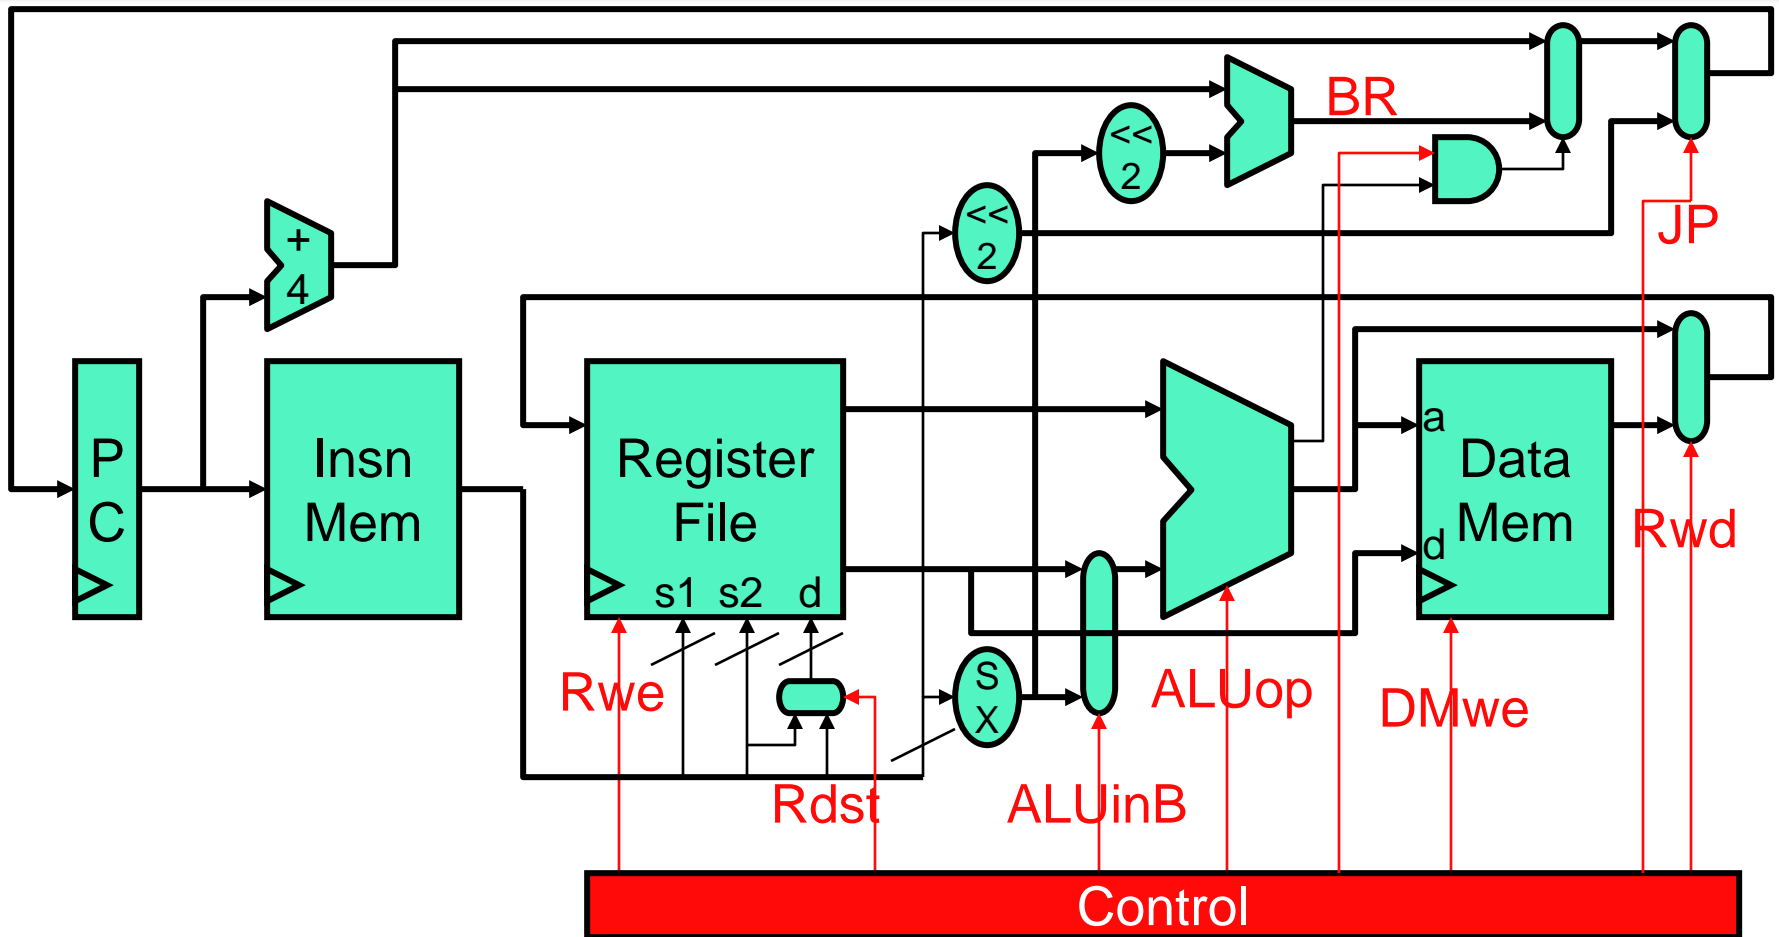 BR
<<
2
<<
2
JP
+
4
P
C
Insn
Mem
Register
File
s1 s2 d
a
d
Data
Mem
Rwd
S
X
Rwe
ALUop
DMwe
Rdst
ALUinB
Control